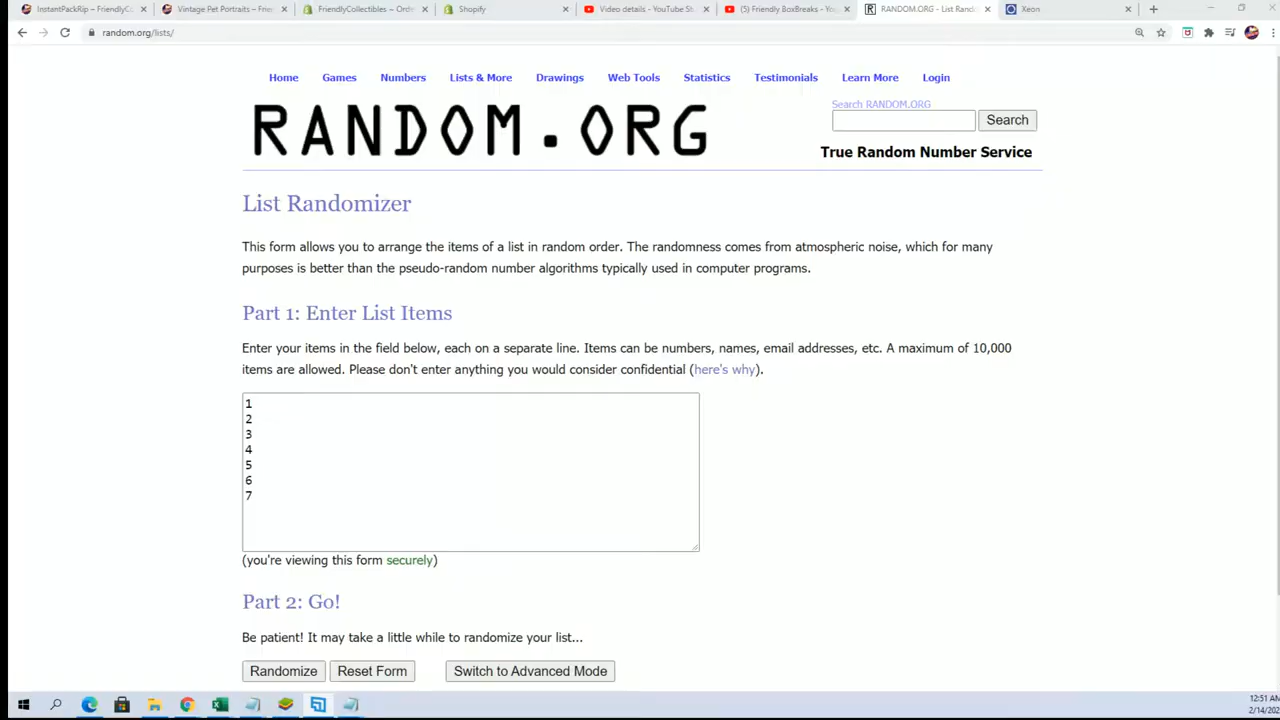 InstantPackRip – FriendlyC
Vintage Pet Portraits – Frien
FriendlyCollectibles ~ Orde
Shopify
Video details - YouTube St
(5) Friendly BoxBreaks - Yo
RANDOM.ORG - List Rand
Xeon
random.org/lists/
Home Games Numbers Lists & More Drawings Web Tools Statistics Testimonials Learn More Login
RANDOM.ORG
Search RANDOM.ORG
Search
True Random Number Service
List Randomizer
This form allows you to arrange the items of a list in random order. The randomness comes from atmospheric noise, which for many
purposes is better than the pseudo-random number algorithms typically used in computer programs.
Part 1: Enter List Items
Enter your items in the field below, each on a separate line. Items can be numbers, names, email addresses, etc. A maximum of 10,000
items are allowed. Please don't enter anything you would consider confidential (here's why).
1
2
3
4
5
6
7
(you're viewing this form securely)
Part 2: Go!
Be patient! It may take a little while to randomize your list...
Randomize Reset Form Switch to Advanced Mode
12:51 AM
2/14/202